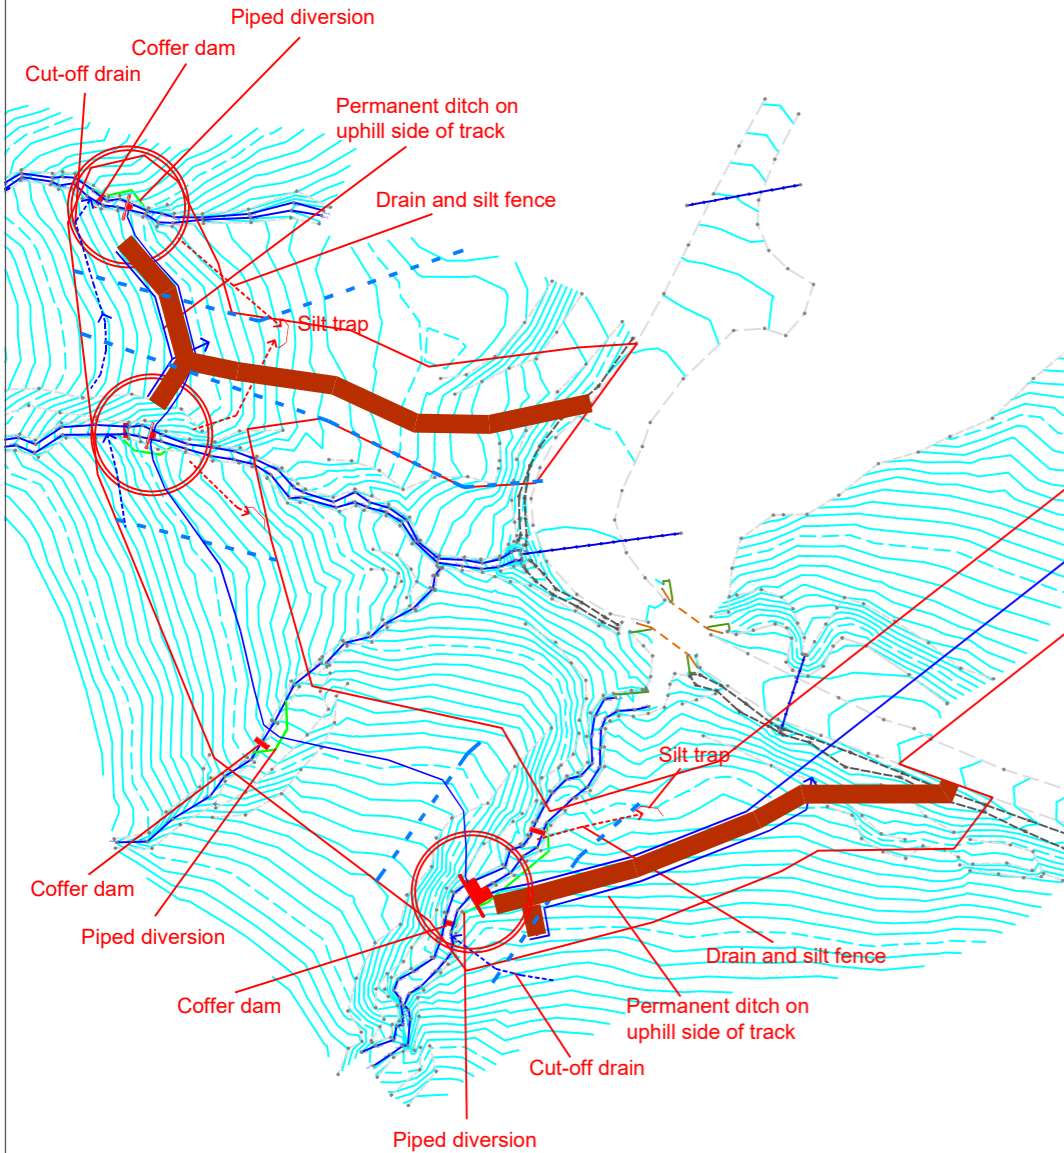 Piped diversion
Coffer dam
Cut-off drain
Permanent ditch on
uphill side of track
Drain and silt fence
Silt trap
Silt trap
Coffer dam
Piped diversion
Drain and silt fence
Coffer dam
Permanent ditch on
uphill side of track
Cut-off drain
Piped diversion